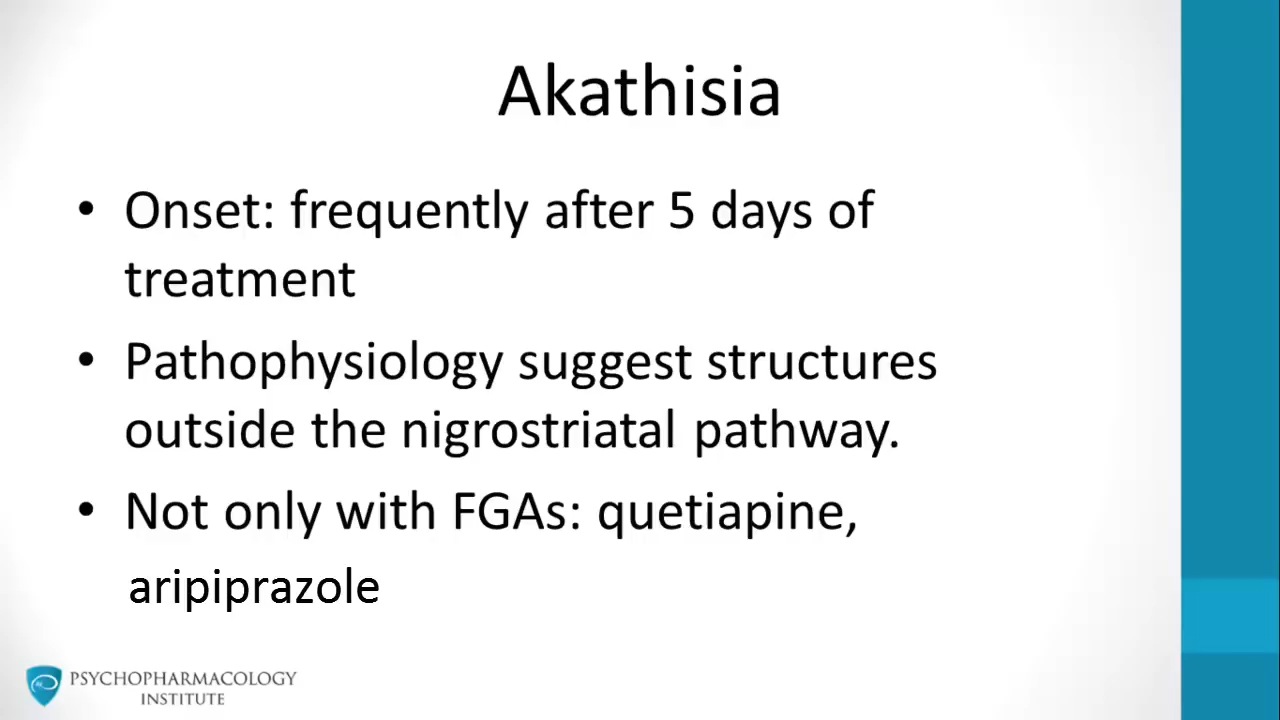 Akathisia
• Onset: frequently after 5 days of
treatment
• Pathophysiology suggest structures
outside the nigrostriatal pathway.
• Not only with FGAs: quetiapine,
aripiprazole
PSYCHOPHARMACOLOGY
INSTITUTE